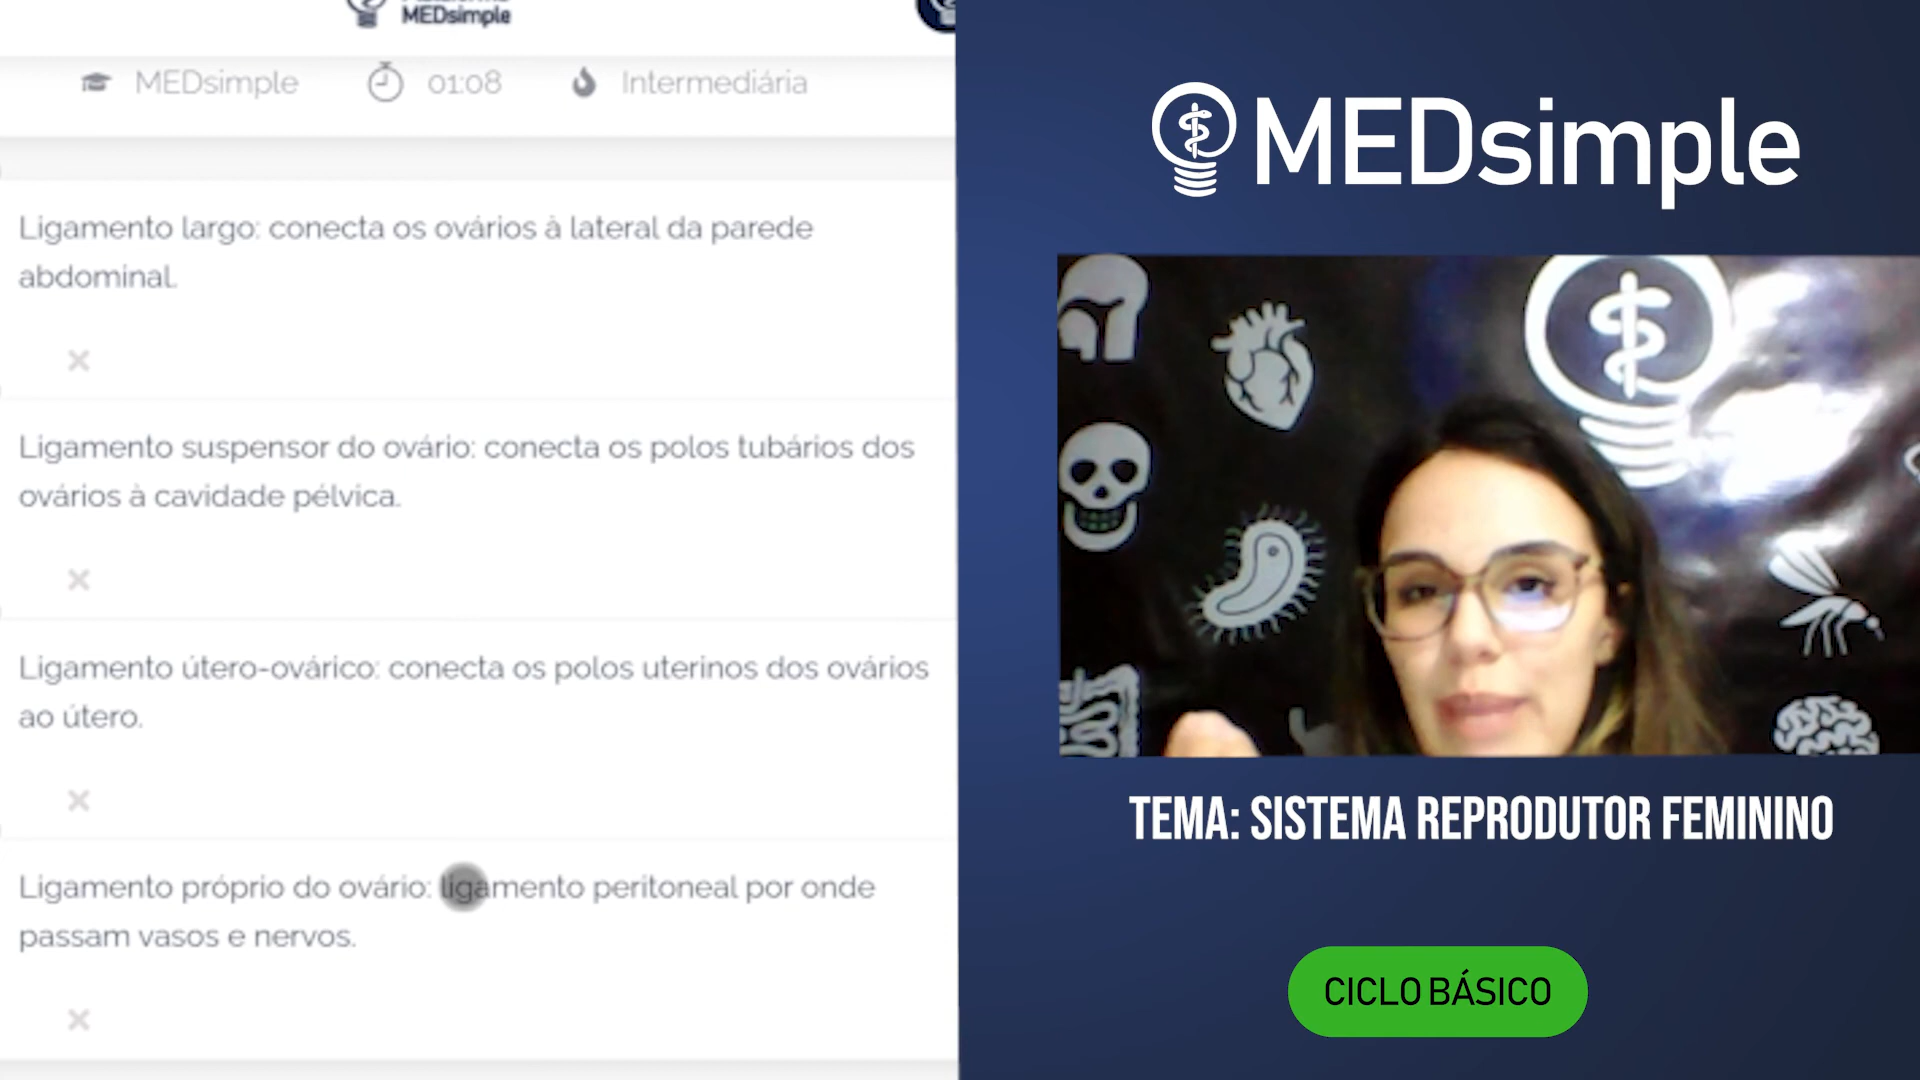 MEDsimple
MEDsimple
01:08
Intermediária
Ligamento largo: conecta os ovários à lateral da parede
abdominal.
Ligamento suspensor do ovário: conecta os polos tubários dos
ovários à cavidade pélvica.
Ligamento útero-ovárico: conecta os polos uterinos dos ovários
ao útero.
Ligamento próprio do ovário: ligamento peritoneal por onde
passam vasos e nervos.
MEDsimple
TEMA: SISTEMA REPRODUTOR FEMININO
CICLO BÁSICO